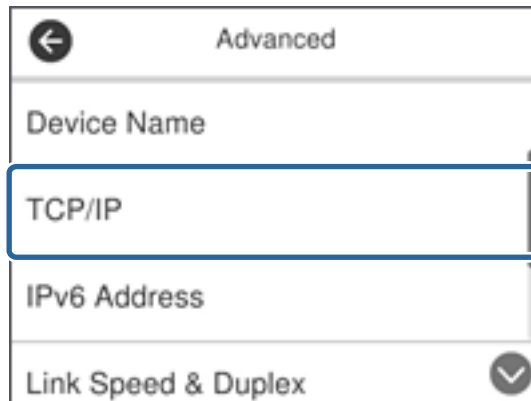 Advanced
Device Name
TCP/IP
IPv6 Address
Link Speed & Duplex